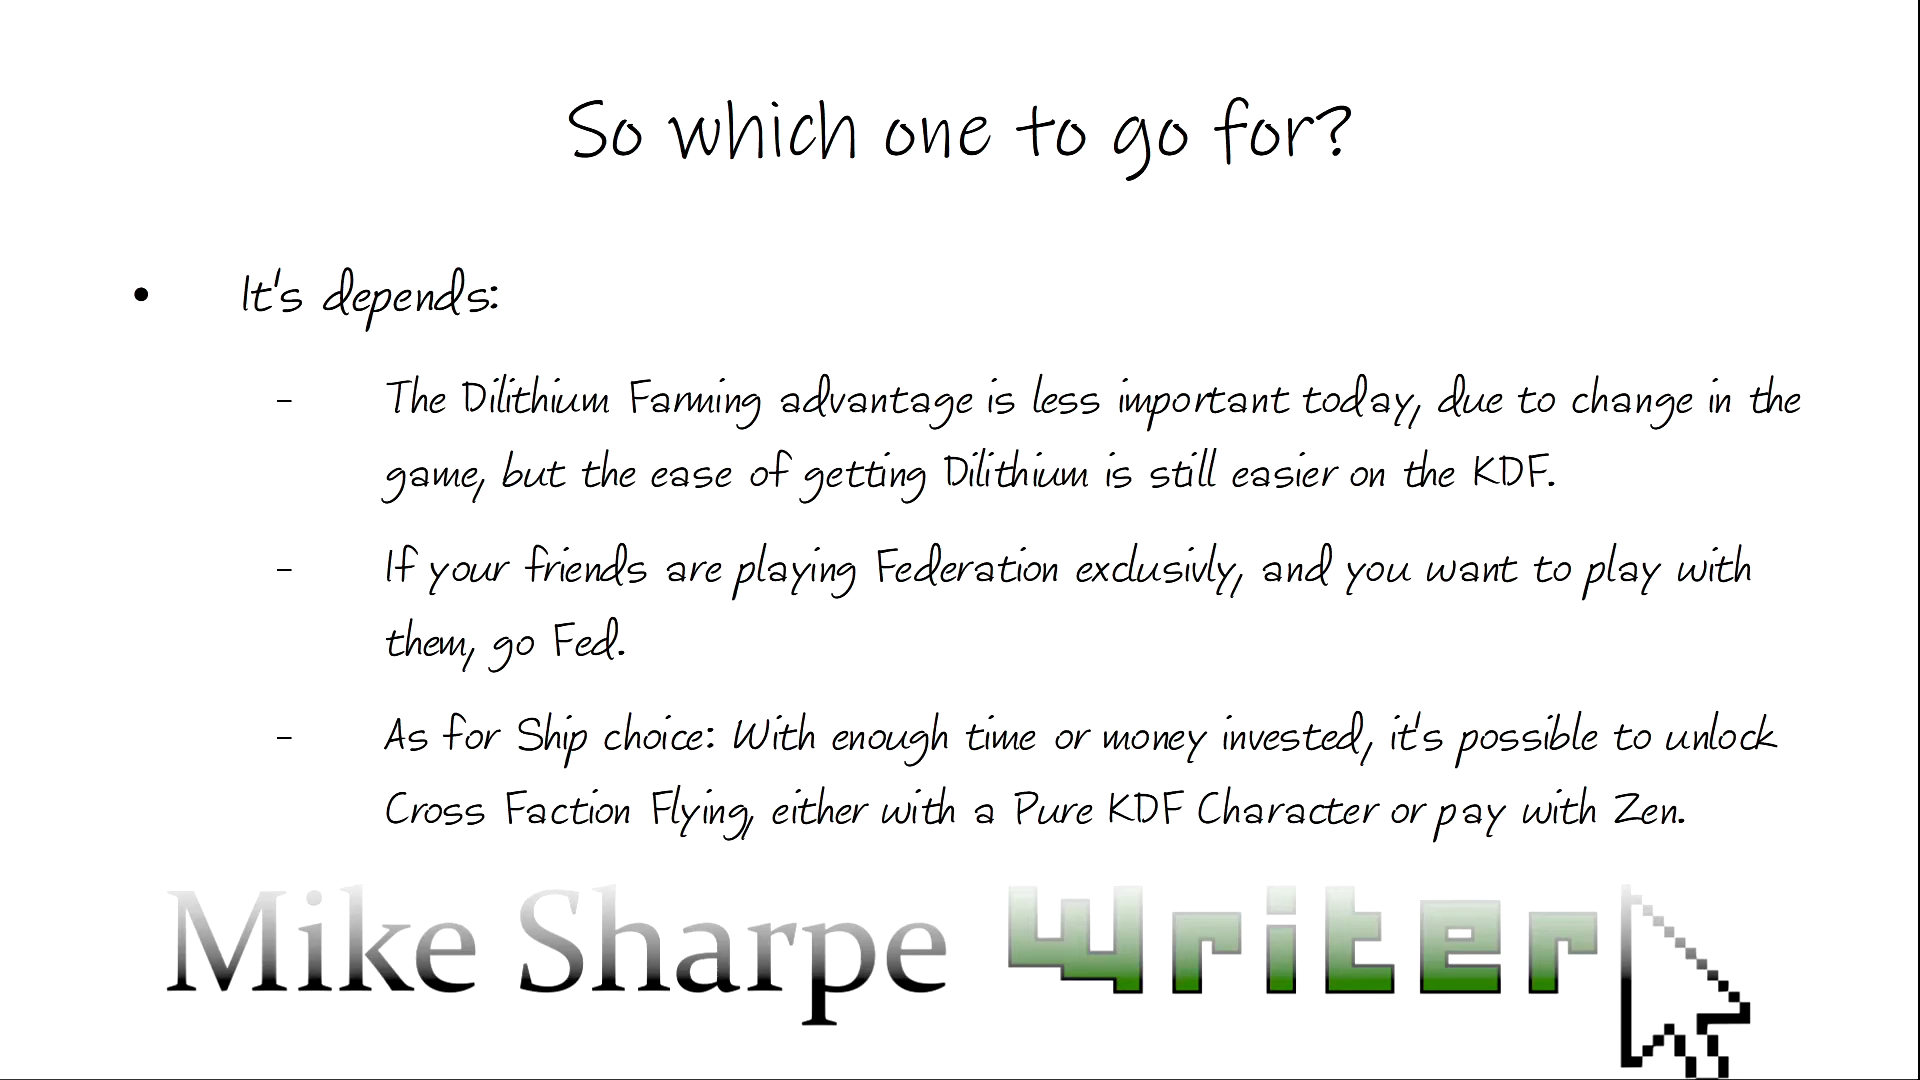 So which one to go for?
• It's depends:
– The Dilithium Farming advantage is less important today, due to change in the
game, but the ease of getting Dilithium is still easier on the KDF.
– If your friends are playing Federation exclusivly, and you want to play with
them, go Fed.
– As for Ship choice: With enough time or money invested, it's possible to unlock
Cross Faction Flying, either with a Pure KDF Character or pay with Zen.
Mike Sharpe Writer